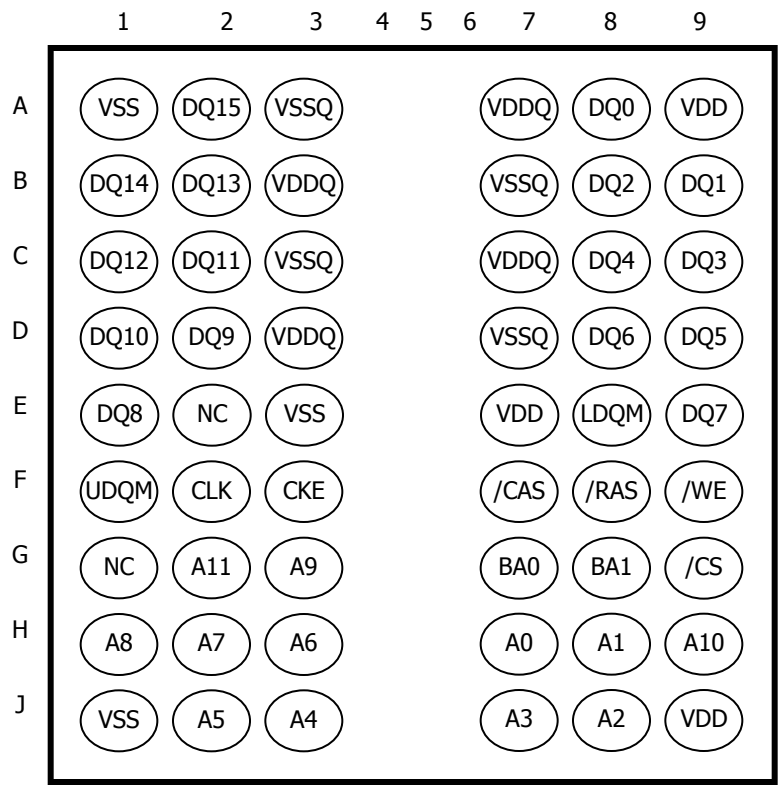 1 2 3 4 5 6 7 8 9
A VSS DQ15 VSSQ VDDQ DQ0 VDD
B DQ14 DQ13 VDDQ VSSQ DQ2 DQ1
C DQ12 DQ11 VSSQ VDDQ DQ4 DQ3
D DQ10 DQ9 VDDQ VSSQ DQ6 DQ5
E DQ8 NC VSS VDD LDQM DQ7
F UDQM CLK CKE /CAS /RAS /WE
G NC A11 A9 BA0 BA1 /CS
H A8 A7 A6 A0 A1 A10
J VSS A5 A4 A3 A2 VDD